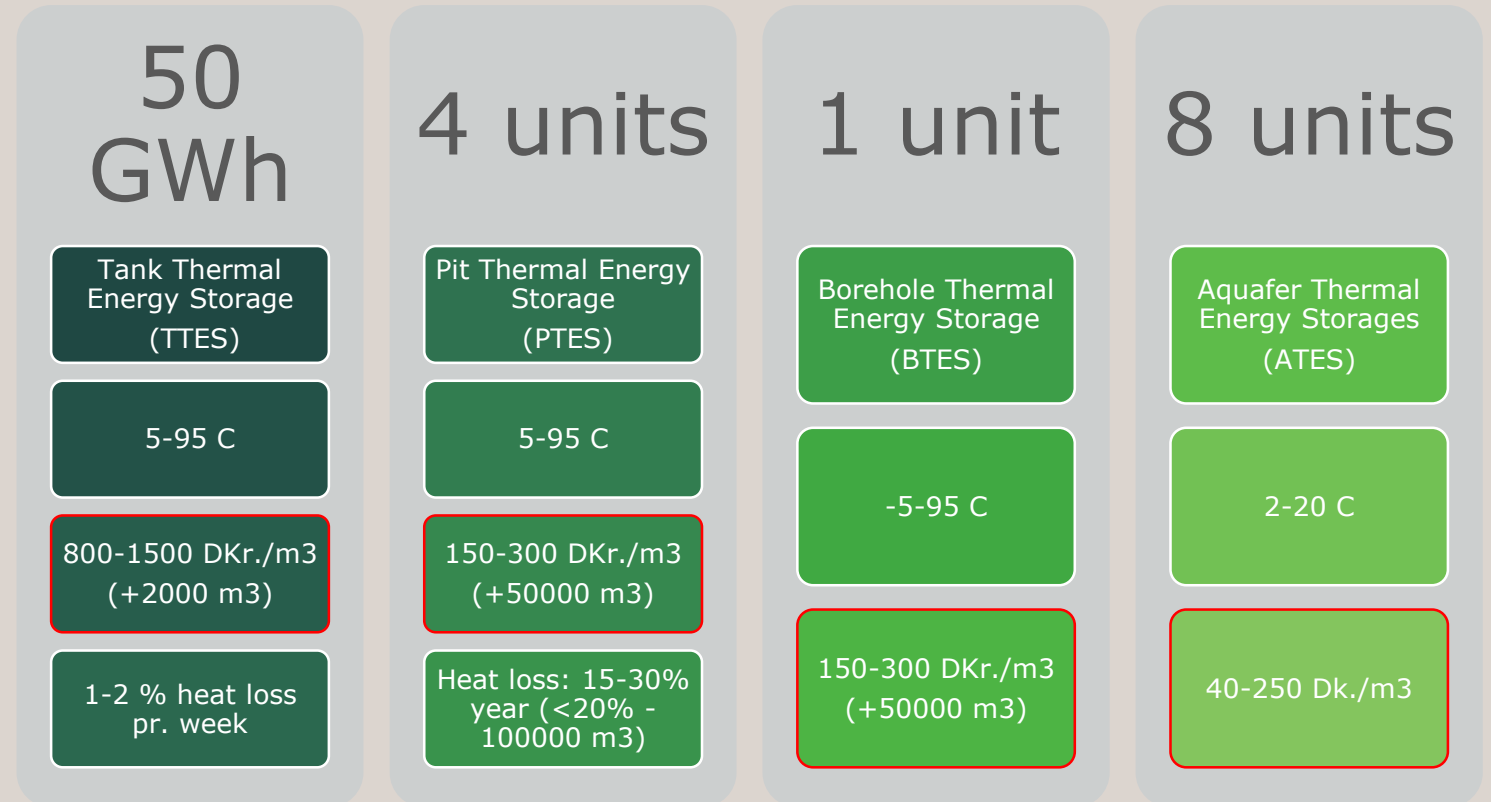 50
GWh
Tank Thermal
Energy Storage
(TTES)
5-95 C
800-1500 DKr./m3
(+2000 m3)
1-2 % heat loss
pr. week
4 units
Pit Thermal Energy
Storage
(PTES)
5-95 C
150-300 DKr./m3
(+50000 m3)
Heat loss: 15-30%
year (<20% -
100000 m3)
1 unit
Borehole Thermal
Energy Storage
(BTES)
-5-95 C
150-300 DKr./m3
(+50000 m3)
8 units
Aquafer Thermal
Energy Storages
(ATES)
2-20 C
40-250 Dk./m3